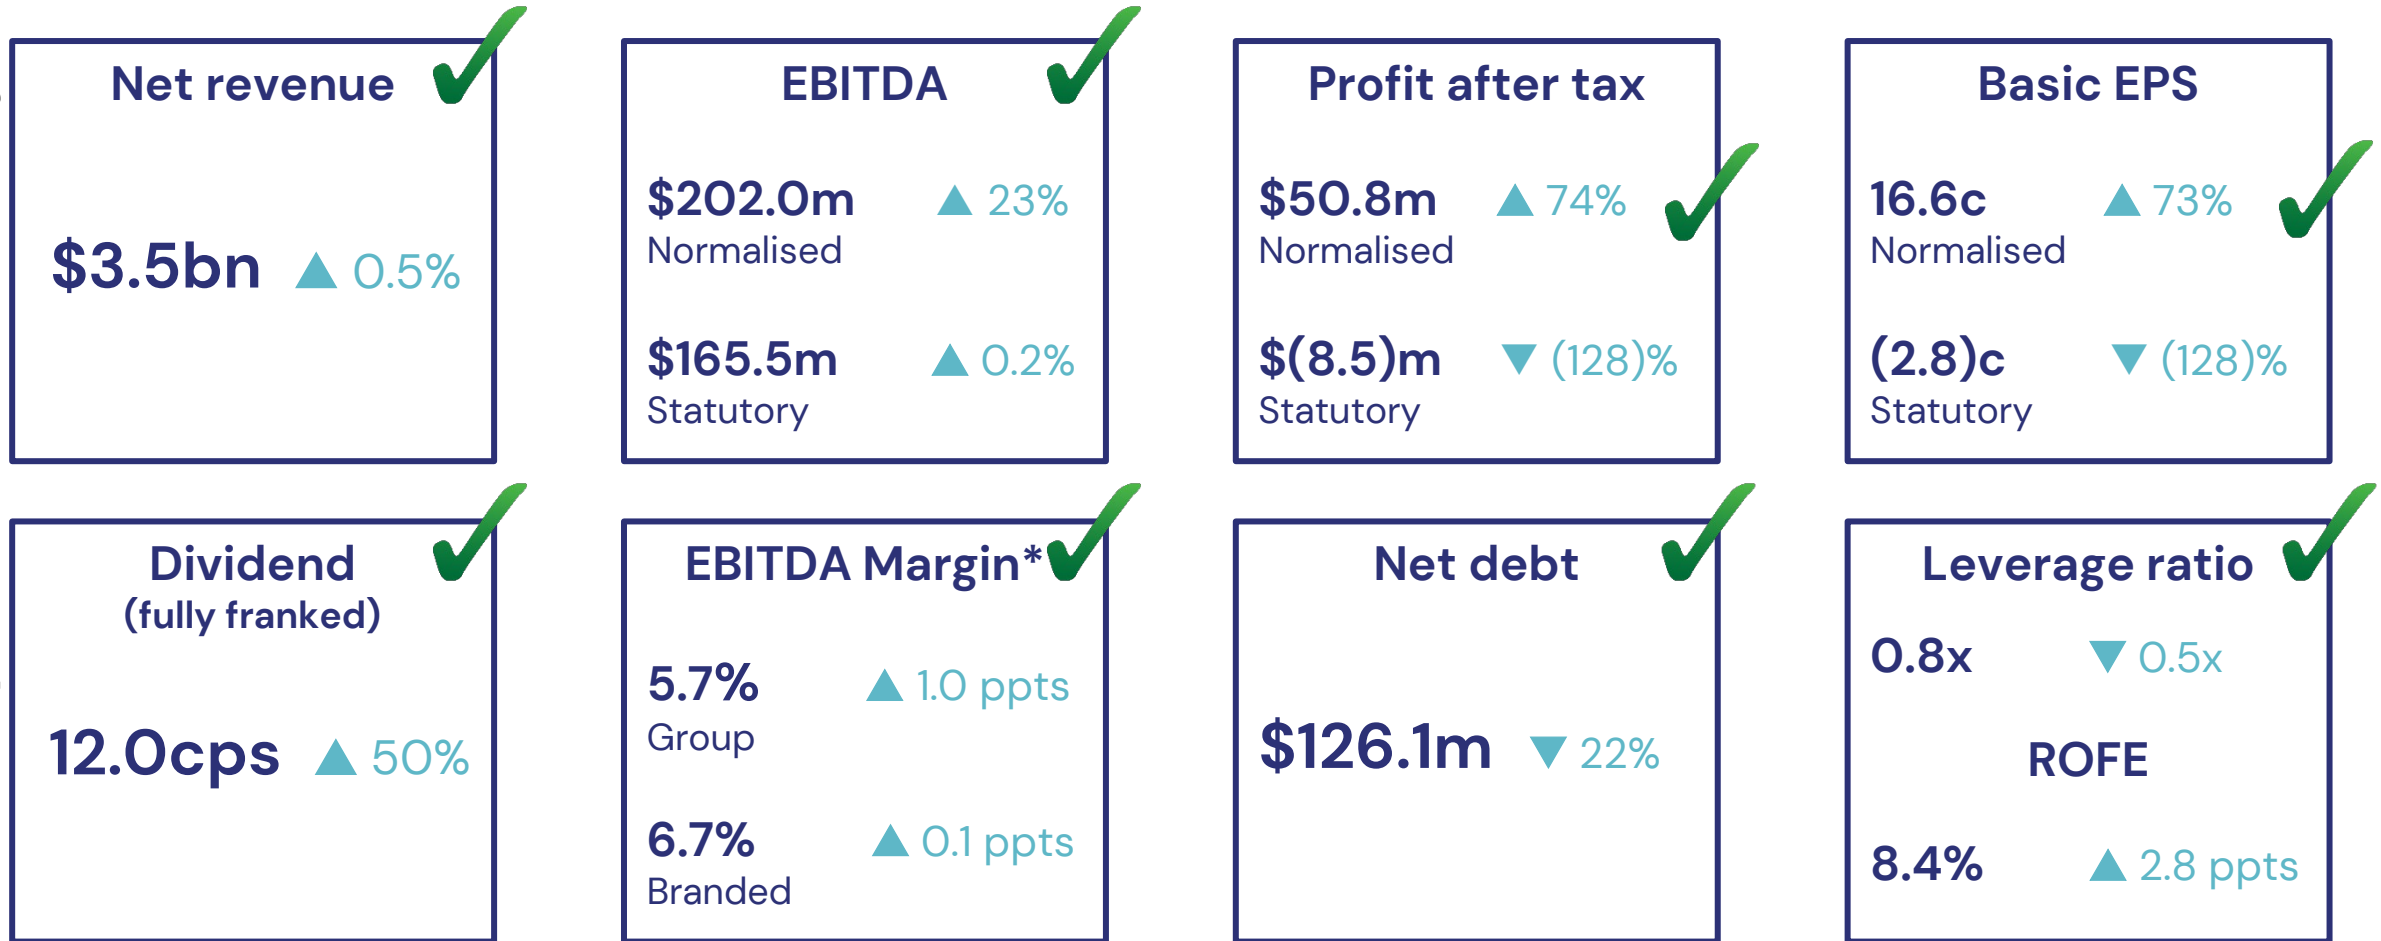 Net revenue
$3.5bn ▲ 0.5%
EBITDA
$202.0m ▲ 23%
Normalised
$165.5m ▲ 0.2%
Statutory
Profit after tax
$50.8m ▲ 74%
Normalised
$(8.5)m ▼ (128)%
Statutory
Basic EPS
16.6c ▲ 73%
Normalised
(2.8)c ▼ (128)%
Statutory
Dividend
(fully franked)
12.0cps ▲ 50%
EBITDA Margin*
5.7% ▲ 1.0 ppts
Group
6.7% ▲ 0.1 ppts
Branded
Net debt
$126.1m ▼ 22%
Leverage ratio
0.8x ▼ 0.5x
ROFE
8.4% ▲ 2.8 ppts